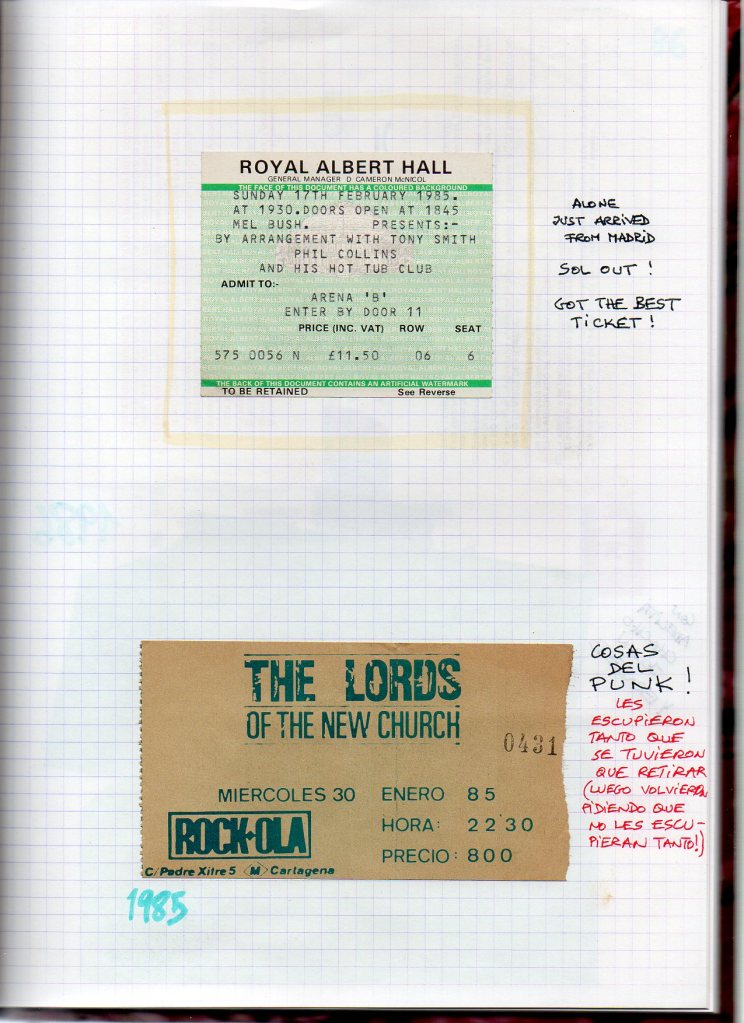 ROYAL ALBERT HALL
GENERAL MANAGER D CAMERON McNICOL
THE FACE OF THIS DOCUMENT HAS A COLOURED BACKGROUND
SUNDAY 17TH FEBRUARY 1985.
AT 1930.DOORS OPEN AT 1845
MEL BUSH. PRESENTS:-
BY ARRANGEMENT WITH TONY SMITH
PHIL COLLINS
AND HIS HOT TUB CLUB
ADMIT TO:-
ARENA 'B'
ENTER BY DOOR 11
PRICE (INC. VAT) ROW SEAT
575 0056 N £11.50 06 6
THE BACK OF THIS DOCUMENT CONTAINS AN ARTIFICIAL WATERMARK
TO BE RETAINED See Reverse
ALONE
JUST ARRIVED
FROM MADRID
SOL OUT !
GOT THE BEST
TICKET !
THE LORDS
OF THE NEW CHURCH
0431
MIERCOLES 30 ENERO 85
ROCK-OLA
HORA: 22 30
PRECIO: 800
C/Padre Xifre 5 M Cartagena
COSAS
DEL
PUNK !
LES
ESCUPIERON
TANTO QUE
SE TUVIERON
QUE RETIRAR
(LUEGO VOLVIERON
PIDIENDO QUE
NO LES ESCU-
PIERAN TANTO!)
1985